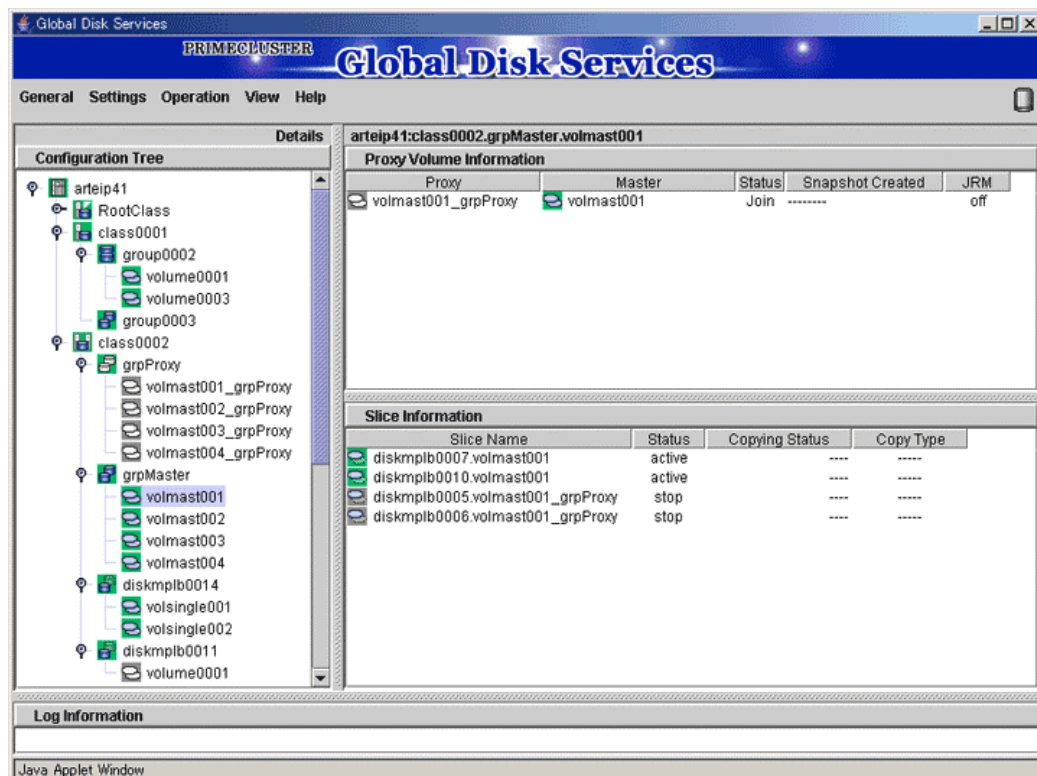 Global Disk Services
PRIMECLUSTER
Global Disk Services
General Settings Operation View Help
Details
Configuration Tree
arteip41
RootClass
class0001
group0002
volume0001
volume0003
group0003
class0002
grpProxy
volmast001_grpProxy
volmast002_grpProxy
volmast003_grpProxy
volmast004_grpProxy
grpMaster
volmast001
volmast002
volmast003
volmast004
diskmplb0014
volsingle001
volsingle002
diskmplb0011
volume0001
arteip41:class0002.grpMaster.volmast001
Proxy Volume Information
Proxy Master Status Snapshot Created JRM
volmast001_grpProxy volmast001 Join -------- off
Slice Information
Slice Name Status Copying Status Copy Type
diskmplb0007.volmast001 active ---- -----
diskmplb0010.volmast001 active ---- -----
diskmplb0005.volmast001_grpProxy stop ---- -----
diskmplb0006.volmast001_grpProxy stop ---- -----
Log Information
Java Applet Window